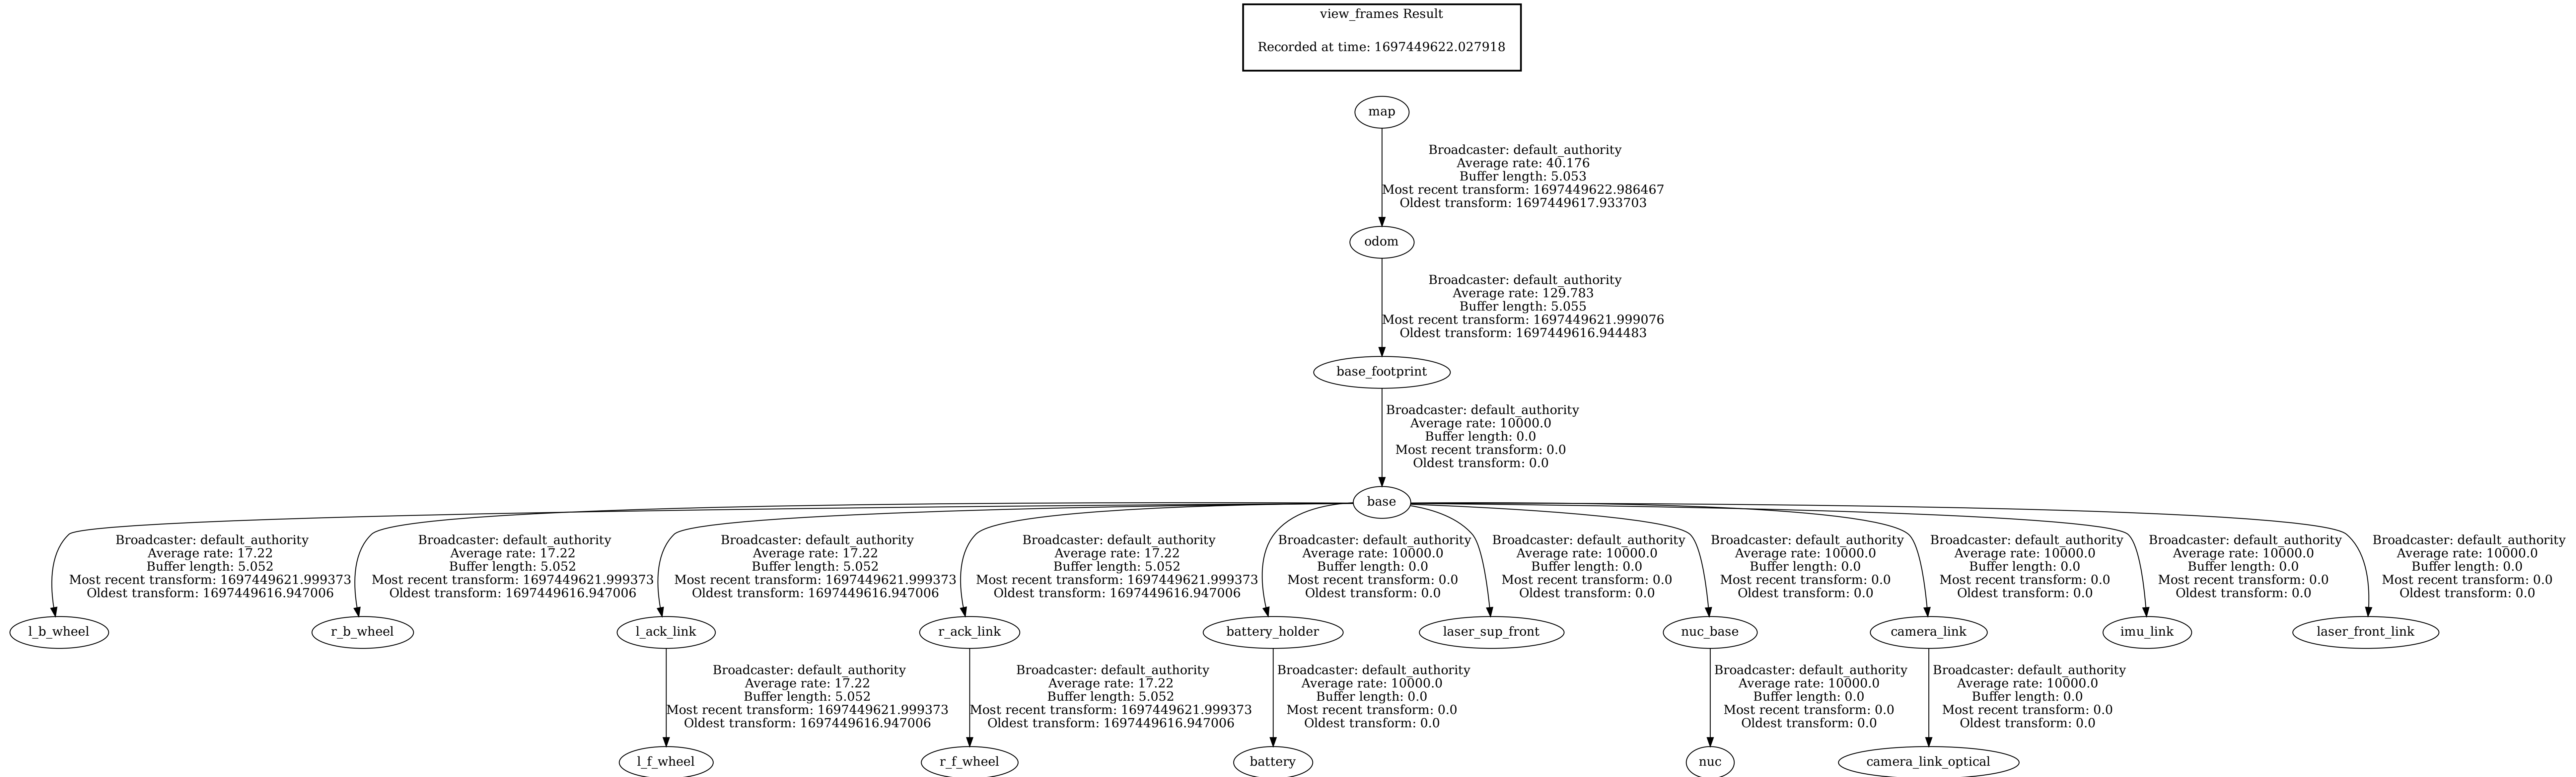 view_frames Result
Recorded at time: 1697449622.027918
map
Broadcaster: default_authority
Average rate: 40.176
Buffer length: 5.053
Most recent transform: 1697449622.986467
Oldest transform: 1697449617.933703
odom
Broadcaster: default_authority
Average rate: 129.783
Buffer length: 5.055
Most recent transform: 1697449621.999076
Oldest transform: 1697449616.944483
base_footprint
Broadcaster: default_authority
Average rate: 10000.0
Buffer length: 0.0
Most recent transform: 0.0
Oldest transform: 0.0
base
Broadcaster: default_authority
Average rate: 17.22
Buffer length: 5.052
Most recent transform: 1697449621.999373
Oldest transform: 1697449616.947006
Broadcaster: default_authority
Average rate: 17.22
Buffer length: 5.052
Most recent transform: 1697449621.999373
Oldest transform: 1697449616.947006
Broadcaster: default_authority
Average rate: 17.22
Buffer length: 5.052
Most recent transform: 1697449621.999373
Oldest transform: 1697449616.947006
Broadcaster: default_authority
Average rate: 17.22
Buffer length: 5.052
Most recent transform: 1697449621.999373
Oldest transform: 1697449616.947006
Broadcaster: default_authority
Average rate: 10000.0
Buffer length: 0.0
Most recent transform: 0.0
Oldest transform: 0.0
Broadcaster: default_authority
Average rate: 10000.0
Buffer length: 0.0
Most recent transform: 0.0
Oldest transform: 0.0
Broadcaster: default_authority
Average rate: 10000.0
Buffer length: 0.0
Most recent transform: 0.0
Oldest transform: 0.0
Broadcaster: default_authority
Average rate: 10000.0
Buffer length: 0.0
Most recent transform: 0.0
Oldest transform: 0.0
Broadcaster: default_authority
Average rate: 10000.0
Buffer length: 0.0
Most recent transform: 0.0
Oldest transform: 0.0
Broadcaster: default_authority
Average rate: 10000.0
Buffer length: 0.0
Most recent transform: 0.0
Oldest transform: 0.0
l_b_wheel
r_b_wheel
l_ack_link
r_ack_link
battery_holder
laser_sup_front
nuc_base
camera_link
imu_link
laser_front_link
Broadcaster: default_authority
Average rate: 17.22
Buffer length: 5.052
Most recent transform: 1697449621.999373
Oldest transform: 1697449616.947006
Broadcaster: default_authority
Average rate: 17.22
Buffer length: 5.052
Most recent transform: 1697449621.999373
Oldest transform: 1697449616.947006
Broadcaster: default_authority
Average rate: 10000.0
Buffer length: 0.0
Most recent transform: 0.0
Oldest transform: 0.0
Broadcaster: default_authority
Average rate: 10000.0
Buffer length: 0.0
Most recent transform: 0.0
Oldest transform: 0.0
Broadcaster: default_authority
Average rate: 10000.0
Buffer length: 0.0
Most recent transform: 0.0
Oldest transform: 0.0
l_f_wheel
r_f_wheel
battery
nuc
camera_link_optical